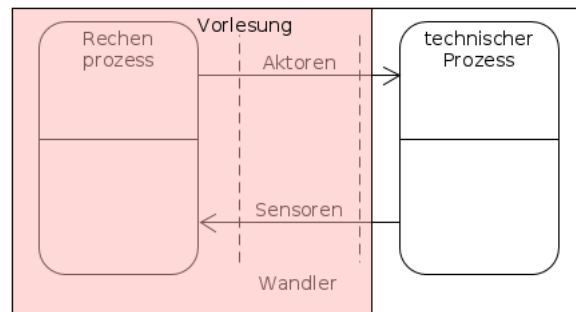 Vorlesung
Rechen
prozess
Aktoren
technischer
Prozess
Sensoren
Wandler